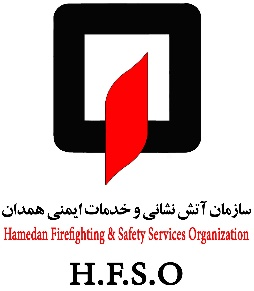 سازمان آتش نشانی و خدمات ایمنی همدان
Hamedan Firefighting & Safety Services Organization
H.F.S.O